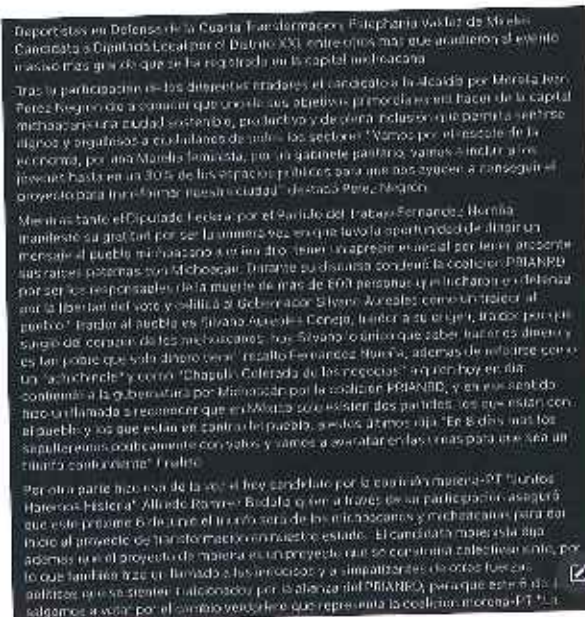 Deportistas en Defensa de la Cuarta Transformación, Estephania Valdez de Morelia
Candidata a Diputada Local por el Distrito XXI, entre otros más que acudieron al evento
masivo más grande que se ha registrado en la capital michoacana
Tras la participación de los diferentes oradores el candidato a la Alcaldía por Morelia Ivan
Perez Negron dio a conocer que uno de sus objetivos primordiales será hacer de la capital
michoacana una ciudad sostenible, productiva y de plena inclusión que permita sentirse
dignos y orgullosos a ciudadanos de todos los sectores "Vamos por el rescate de la
economía, por una Morelia feminista, por un gabinete paritario, vamos a incluir a los
jóvenes hasta en un 30% de los espacios públicos para que nos ayuden a conseguir el
proyecto para transformar nuestra ciudad" destacó Perez Negrón.
Mientras tanto el Diputado Federal por el Partido del Trabajo Fernandez Noroña
manifestó su gratitud por ser la primera vez en que tuvo la oportunidad de dirigir un
mensaje al pueblo michoacano a quien dijo tener un aprecio especial por tener presente
sus raíces paternas son Michoacán. Durante su discurso condenó la coalición PRIANRD
por ser los responsables de la muerte de más de 600 personas que lucharon en defensa
por la libertad del voto y calificó al Gobernador Silvano Aureoles como un traidor al
pueblo "Traidor al pueblo es Silvano Aureoles Conejo, traidor a su origen, traidor porque
surgió del corazón de los michoacanos, hoy Silvano lo único que saber hacer es dinero y
es tan pobre que solo dinero tiene" resaltó Fernandez Noroña, además de referirse como
un y como "Chapulín Colorado de los negocios" a quien hoy en día
contiende a la gubernatura por Michoacán por la coalición PRIANRD, y en ese sentido
hizo un llamado a reconocer que en México solo existen dos partidos, los que están con
el pueblo y los que están en contra del pueblo, a estos últimos dijo "En 8 días más los
sepultaremos políticamente con votos y vamos a avanzar en las urnas para que sea un
triunfo contundente" finalizó
Por otra parte hizo uso de la voz el hoy candidato por la coalición morena-PT "Juntos
Haremos Historia" Alfredo Ramírez Bedolla quien a través de su participación aseguró
que este próximo 6 de junio el triunfo será de los michoacanos y michoacanas para dar
inicio al proyecto de transformación en nuestro estado "El candidato morenista dijo
además que el proyecto de morena es un proyecto que se construirá colectivamente, por
lo que también hizo un llamado a los indecisos y a simpatizantes de otras fuerzas
políticas que se sienten traicionados por la alianza del PRIANRD, para que este 6 de
salgamos a votar por el cambio verdadero que representa la coalición morena-PT